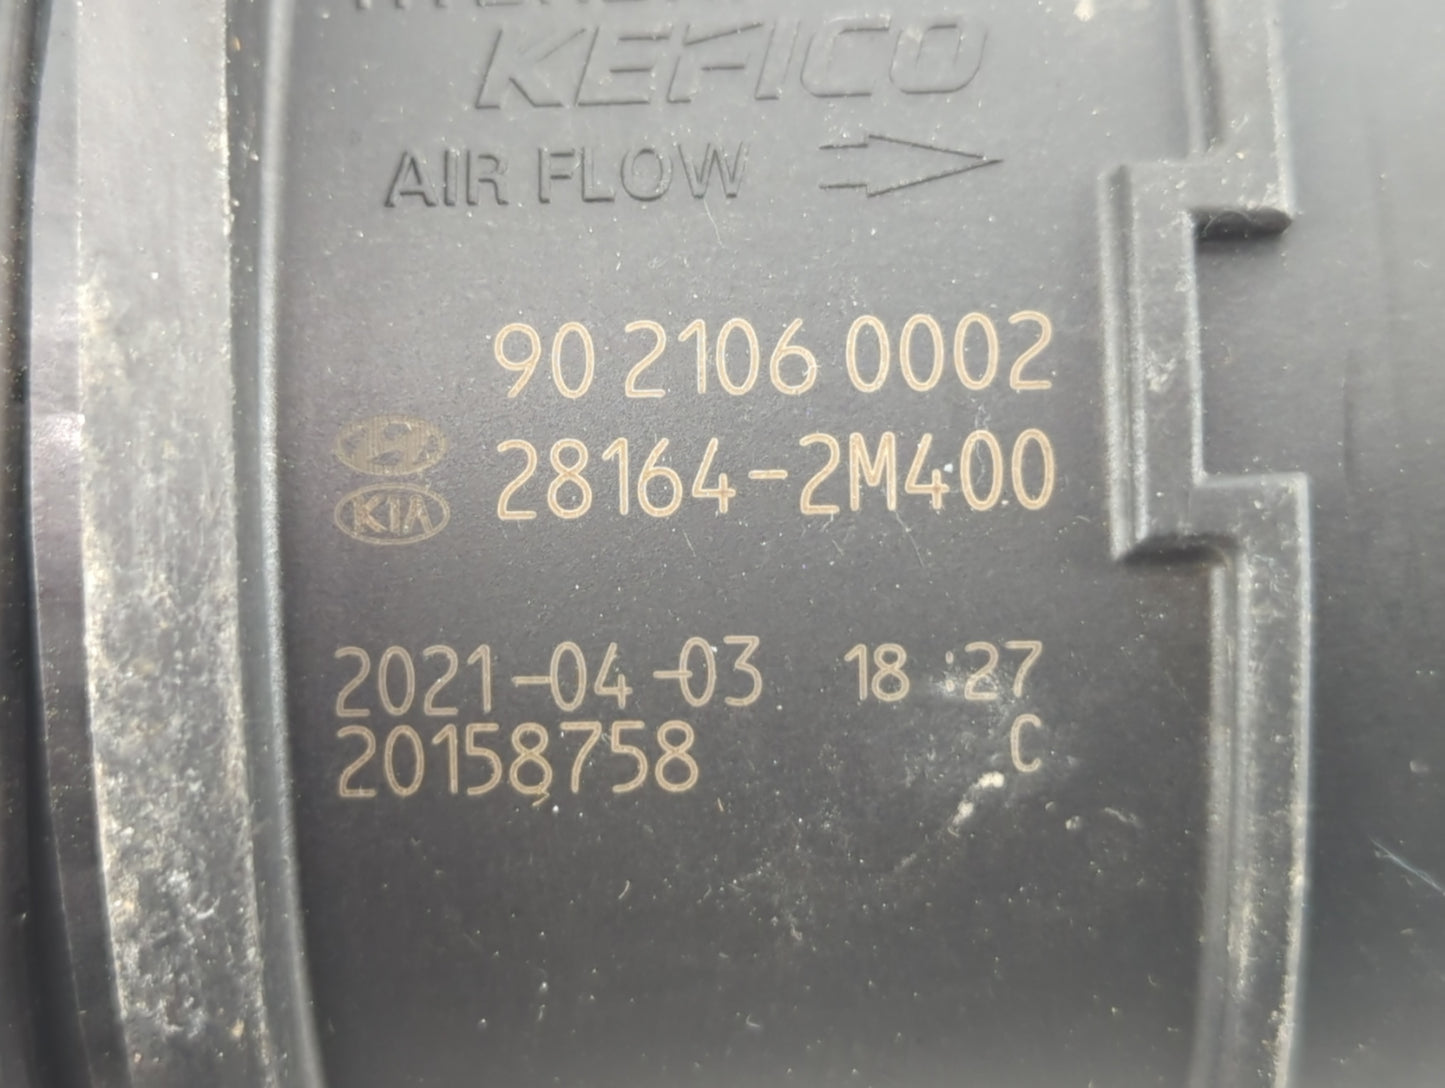 KEFICO
AIR FLOW
90 2106 0002
28164-2M400
KIA
2021-04-03 18:27
20158758 C